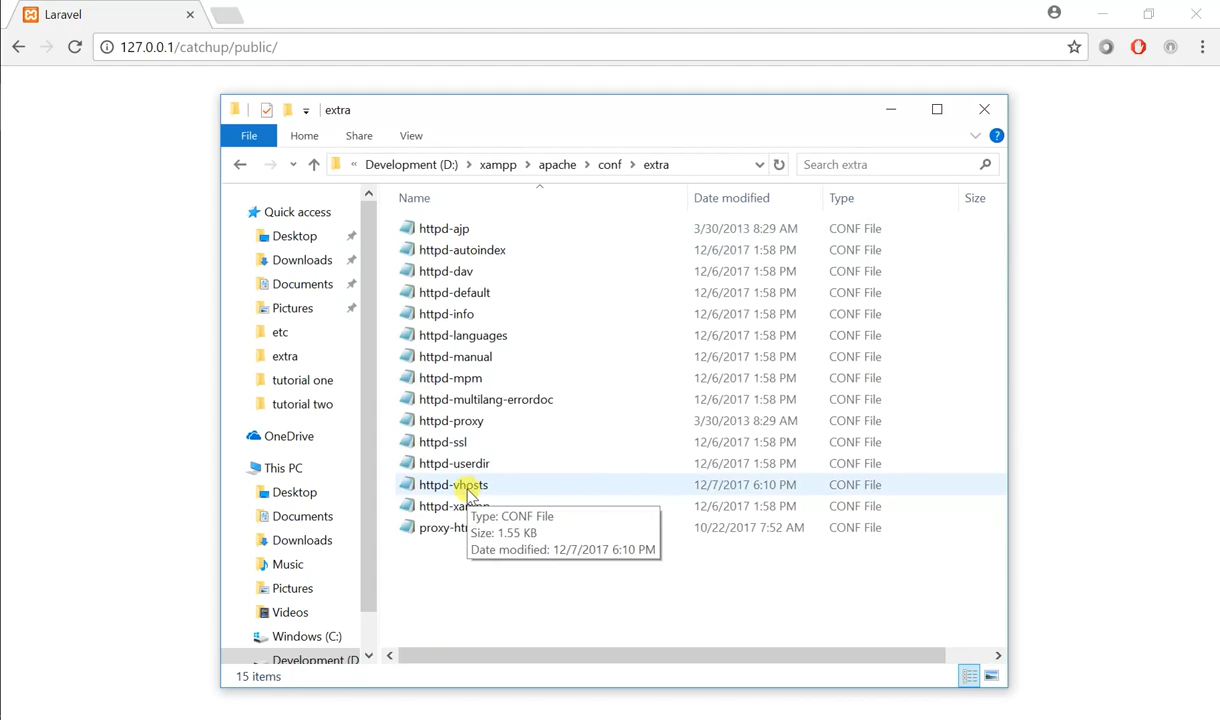 Laravel
127.0.0.1/catchup/public/
extra
File Home Share View
« Development (D:) > xampp > apache > conf > extra
Search extra
Name Date modified Type Size
Quick access
Desktop
Downloads
Documents
Pictures
etc
extra
tutorial one
tutorial two
OneDrive
This PC
Desktop
Documents
Downloads
Music
Pictures
Videos
Windows (C:)
Development (D
httpd-ajp 3/30/2013 8:29 AM CONF File
httpd-autoindex 12/6/2017 1:58 PM CONF File
httpd-dav 12/6/2017 1:58 PM CONF File
httpd-default 12/6/2017 1:58 PM CONF File
httpd-info 12/6/2017 1:58 PM CONF File
httpd-languages 12/6/2017 1:58 PM CONF File
httpd-manual 12/6/2017 1:58 PM CONF File
httpd-mpm 12/6/2017 1:58 PM CONF File
httpd-multilang-errordoc 12/6/2017 1:58 PM CONF File
httpd-proxy 3/30/2013 8:29 AM CONF File
httpd-ssl 12/6/2017 1:58 PM CONF File
httpd-userdir 12/6/2017 1:58 PM CONF File
httpd-vhosts 12/7/2017 6:10 PM CONF File
httpd-xampp 12/6/2017 1:58 PM CONF File
proxy-ht 10/22/2017 7:52 AM CONF File
Type: CONF File
Size: 1.55 KB
Date modified: 12/7/2017 6:10 PM
15 items